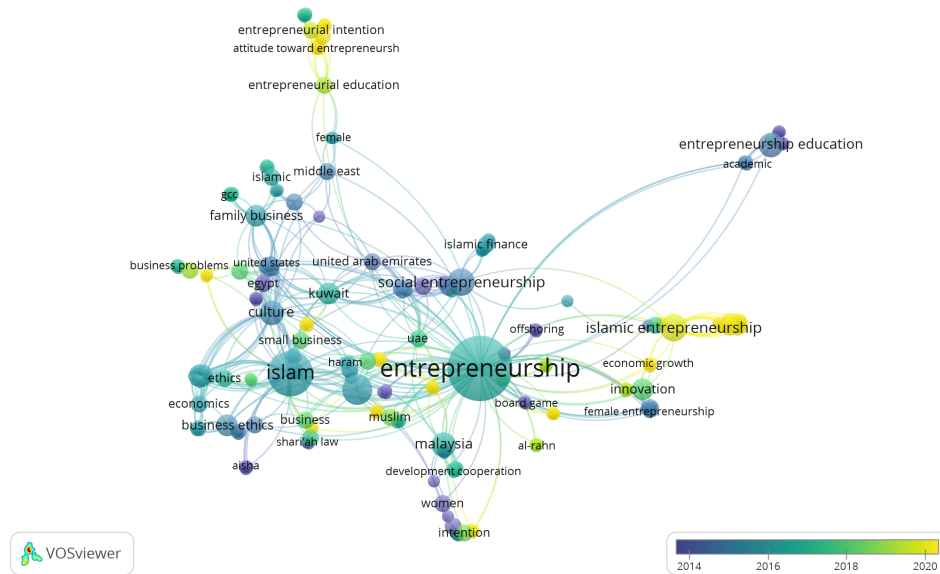 entrepreneurial intention
attitude toward entrepreneursh
entrepreneurial education
female
entrepreneurship education
academic
middle east
islamic
gcc
family business
islamic finance
business problems
united states
united arab emirates
egypt
social entrepreneurship
kuwait
culture
offshoring
islamic entrepreneurship
small business
uae
haram
economic growth
islam
entrepreneurship
ethics
innovation
economics
board game
female entrepreneurship
business
muslim
business ethics
shari'ah law
malaysia
al-rahn
aisha
development cooperation
women
intention
VOSviewer
2014 2016 2018 2020